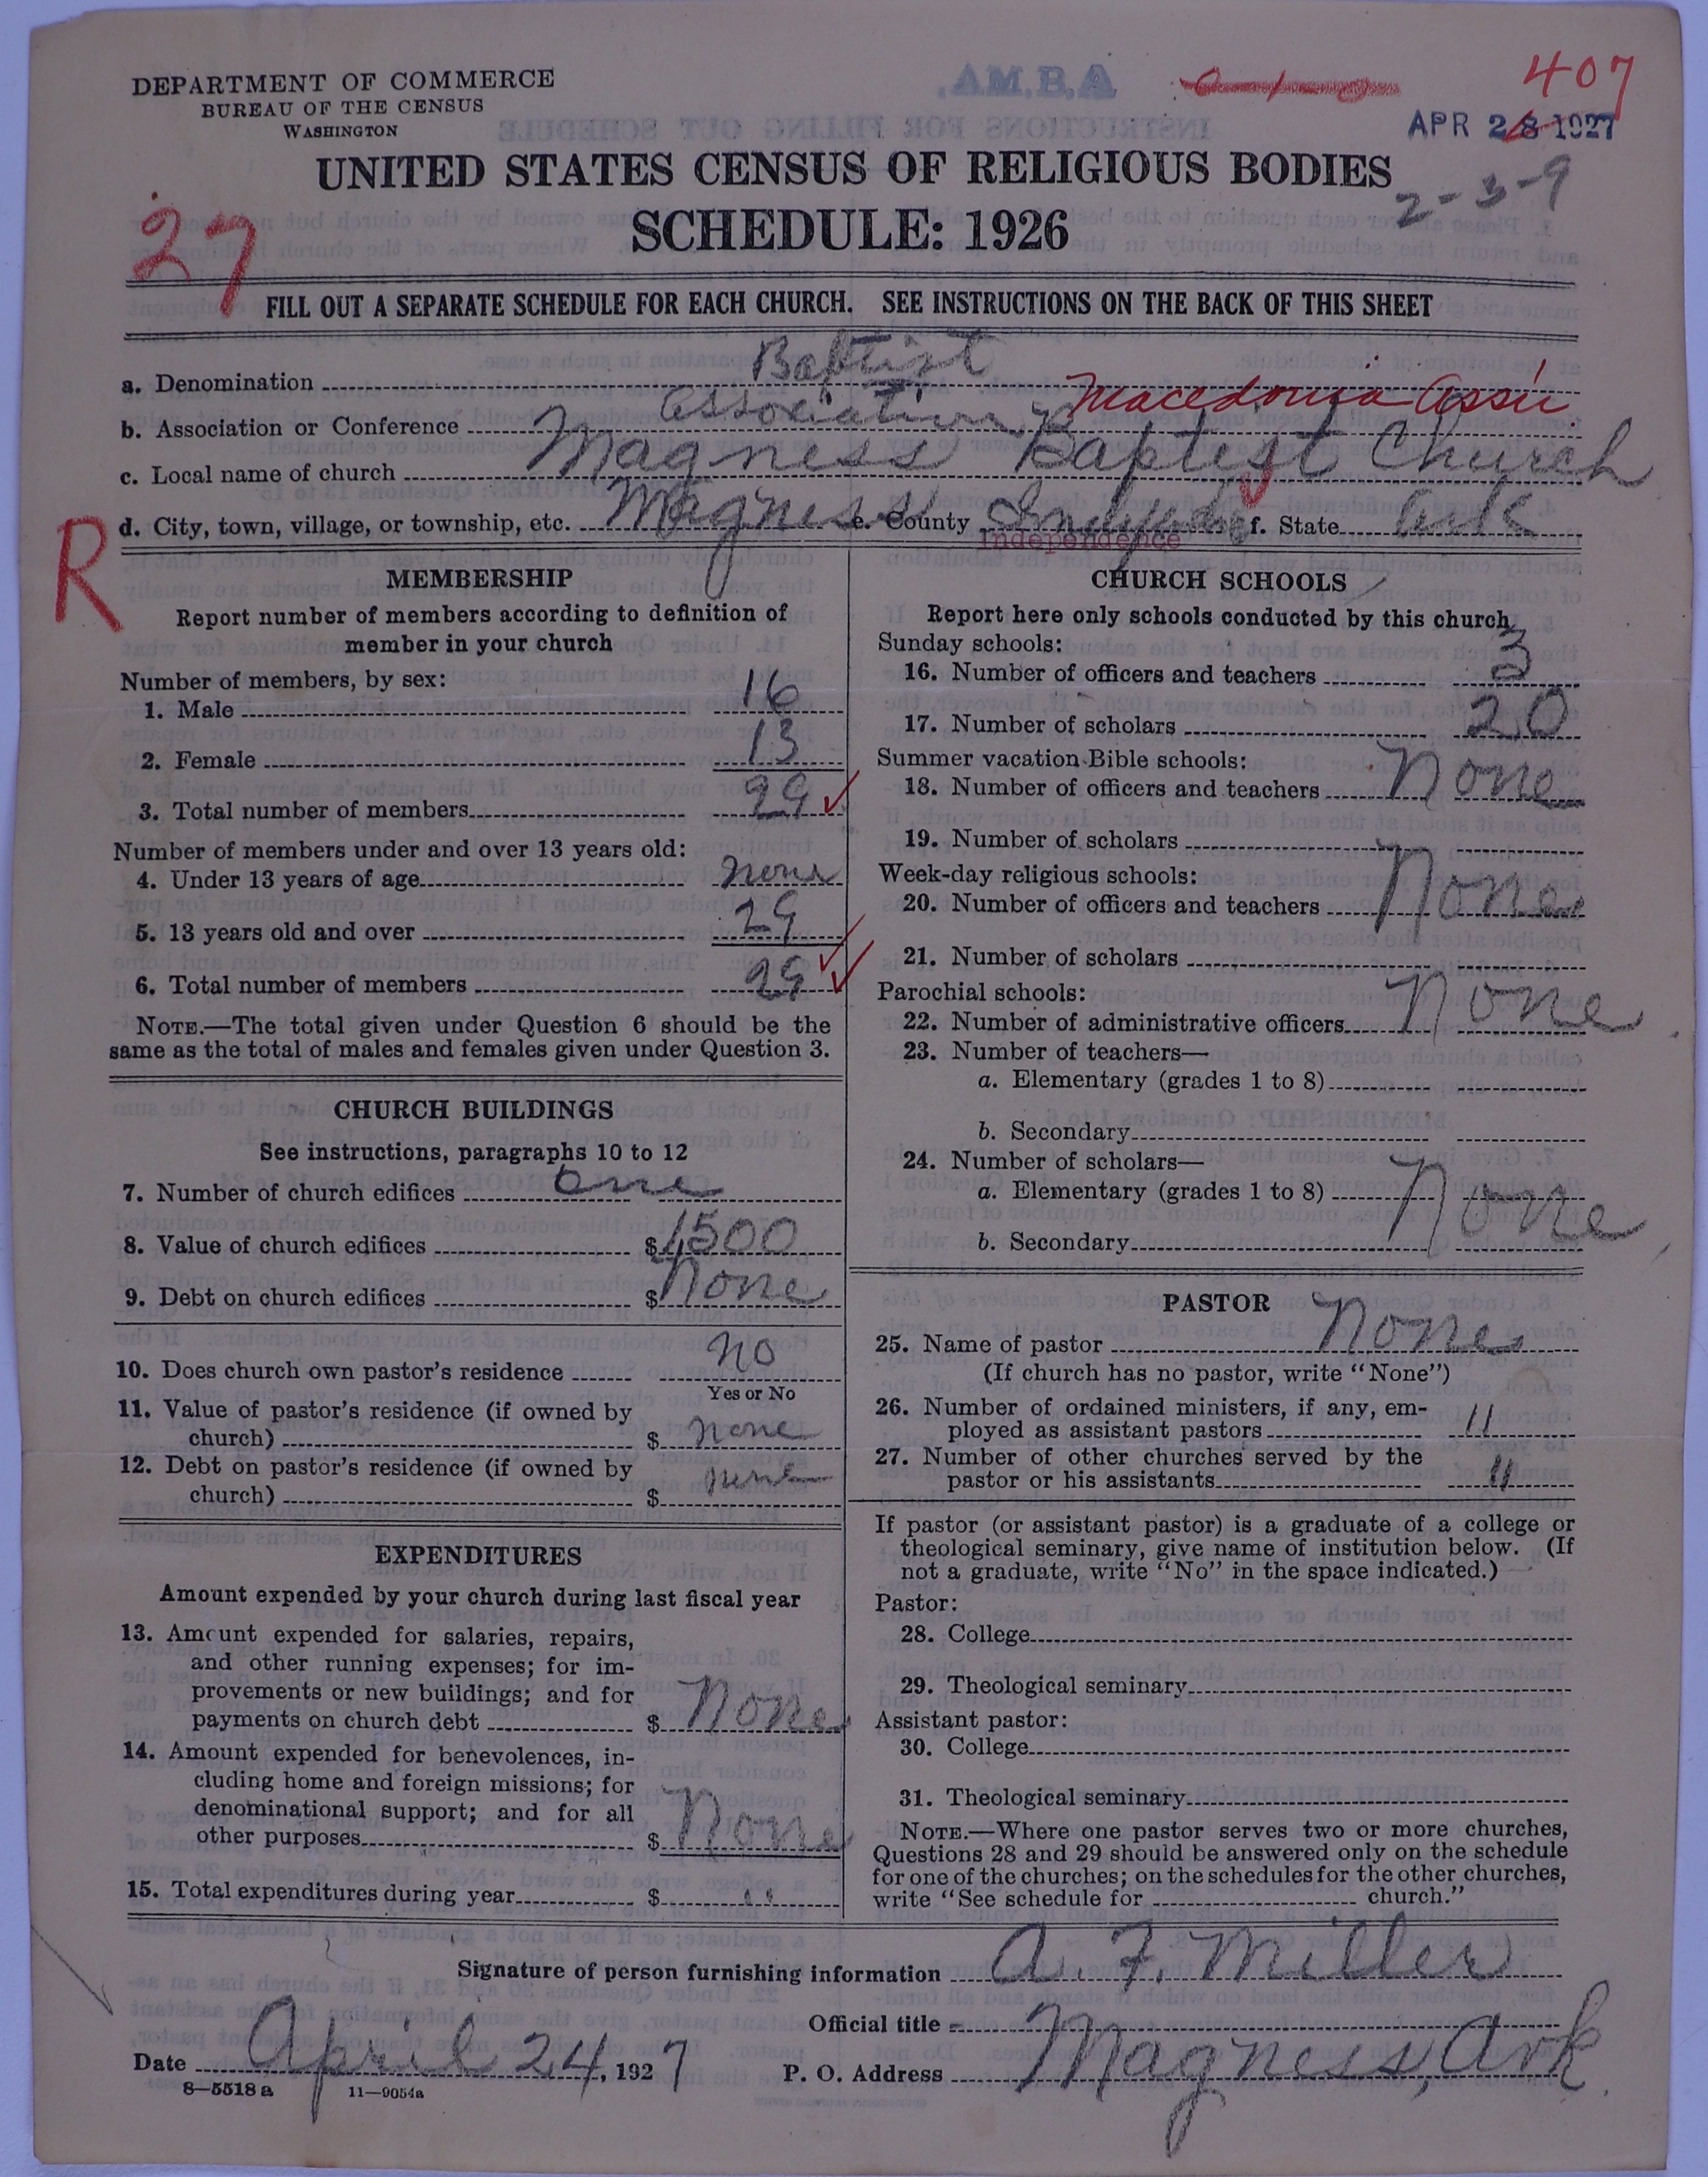 DEPARTMENT OF COMMERCE
BUREAU OF THE CENSUS
WASHINGTON
A.B.M.A.
407
APR 28 1927
UNITED STATES CENSUS OF RELIGIOUS BODIES
2-3-9
SCHEDULE: 1926
27
FILL OUT A SEPARATE SCHEDULE FOR EACH CHURCH. SEE INSTRUCTIONS ON THE BACK OF THIS SHEET
a. Denomination Baptist
b. Association or Conference Association Macedonia Assn
c. Local name of church Magness Baptist Church
d. City, town, village, or township, etc. Magness e. County Independence f. State Ark
Independence
R
MEMBERSHIP
Report number of members according to definition of
member in your church
Number of members, by sex:
1. Male 16
2. Female 13
3. Total number of members 29
Number of members under and over 13 years old:
4. Under 13 years of age none
5. 13 years old and over 29
6. Total number of members 29
NOTE.—The total given under Question 6 should be the
same as the total of males and females given under Question 3.
CHURCH BUILDINGS
See instructions, paragraphs 10 to 12
7. Number of church edifices one
8. Value of church edifices $1500
9. Debt on church edifices $ None
10. Does church own pastor's residence no
Yes or No
11. Value of pastor's residence (if owned by
church) $ none
12. Debt on pastor's residence (if owned by
church) $ none
EXPENDITURES
Amount expended by your church during last fiscal year
13. Amount expended for salaries, repairs,
and other running expenses; for im-
provements or new buildings; and for
payments on church debt $ None
14. Amount expended for benevolences, in-
cluding home and foreign missions; for
denominational support; and for all
other purposes $ None
15. Total expenditures during year $ "
CHURCH SCHOOLS
Report here only schools conducted by this church
Sunday schools:
16. Number of officers and teachers 3
17. Number of scholars 20
Summer vacation Bible schools:
18. Number of officers and teachers None
19. Number of scholars
Week-day religious schools:
20. Number of officers and teachers None
21. Number of scholars
Parochial schools:
22. Number of administrative officers None
23. Number of teachers—
a. Elementary (grades 1 to 8)
b. Secondary
24. Number of scholars—
a. Elementary (grades 1 to 8) None
b. Secondary
PASTOR
25. Name of pastor None
(If church has no pastor, write "None")
26. Number of ordained ministers, if any, em-
ployed as assistant pastors "
27. Number of other churches served by the
pastor or his assistants "
If pastor (or assistant pastor) is a graduate of a college or
theological seminary, give name of institution below. (If
not a graduate, write "No" in the space indicated.)
Pastor:
28. College
29. Theological seminary
Assistant pastor:
30. College
31. Theological seminary
NOTE.—Where one pastor serves two or more churches,
Questions 28 and 29 should be answered only on the schedule
for one of the churches; on the schedules for the other churches,
write "See schedule for church."
Signature of person furnishing information A. F. Miller
Official title
Date April 24, 1927 P. O. Address Magness, Ark.
8—5518a 11—9054a